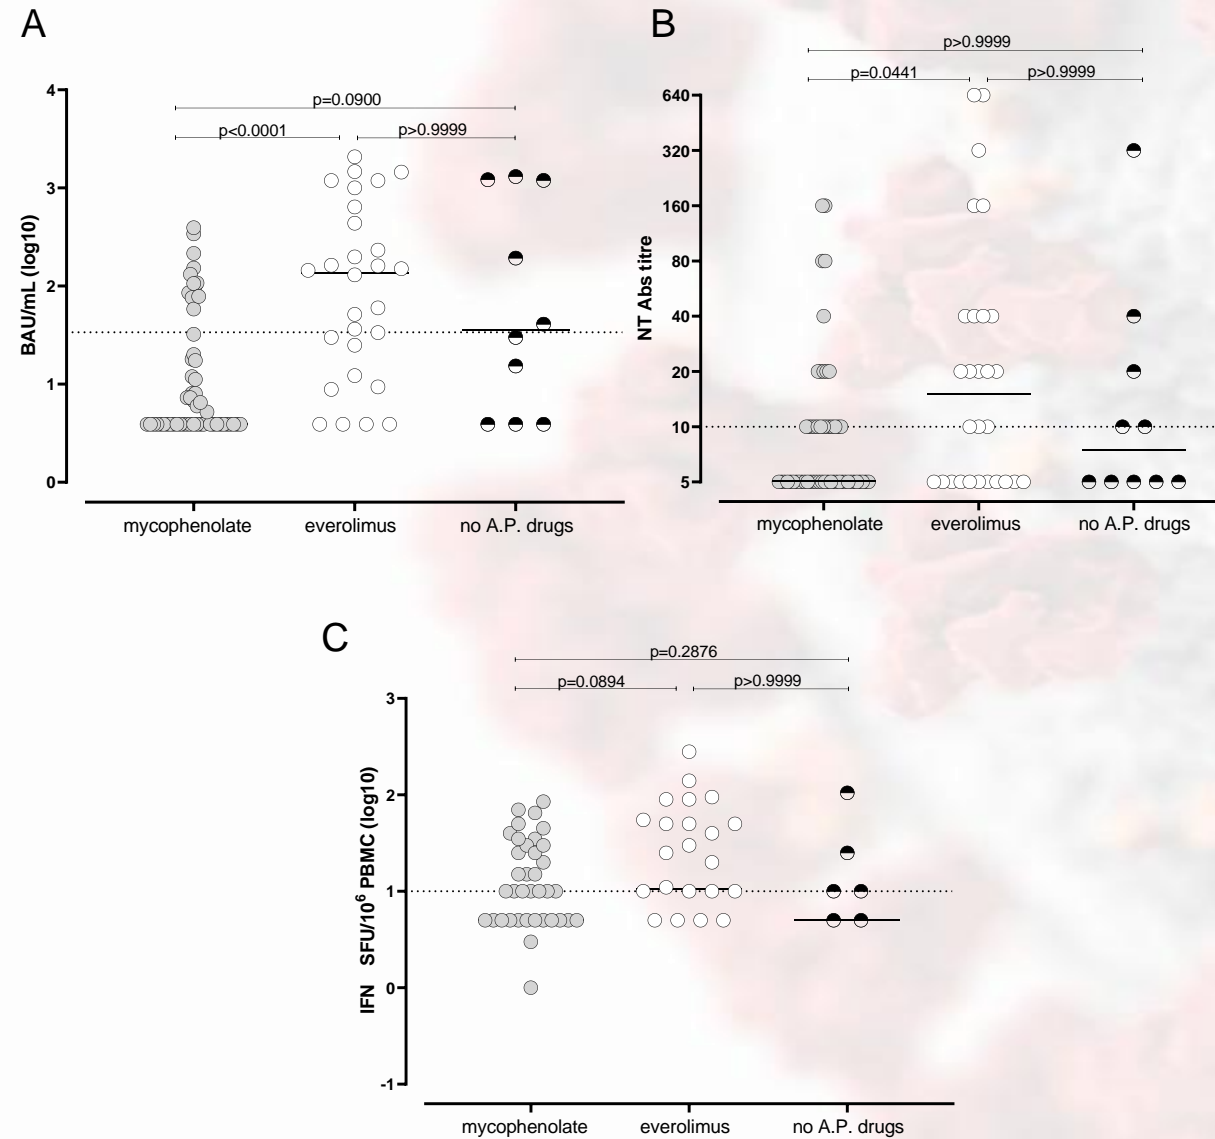 A
p=0.0900
p<0.0001
p>0.9999
4
3
2
1
0
BAU/mL (log10)
mycophenolate
everolimus
no A.P. drugs
B
p>0.9999
p=0.0441
p>0.9999
640
320
160
80
40
20
10
5
NT Abs titre
mycophenolate
everolimus
no A.P. drugs
C
p=0.2876
p=0.0894
p>0.9999
3
2
1
0
-1
IFN SFU/10⁶ PBMC (log10)
mycophenolate
everolimus
no A.P. drugs